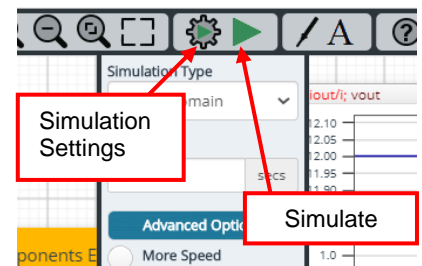 A
?
Simulation Type
omain
iout/i; vout
Simulation
Settings
12.10
12.05
12.00
11.95
11.90
secs
Simulate
Advanced Optio
ponents E
More Speed
1.0